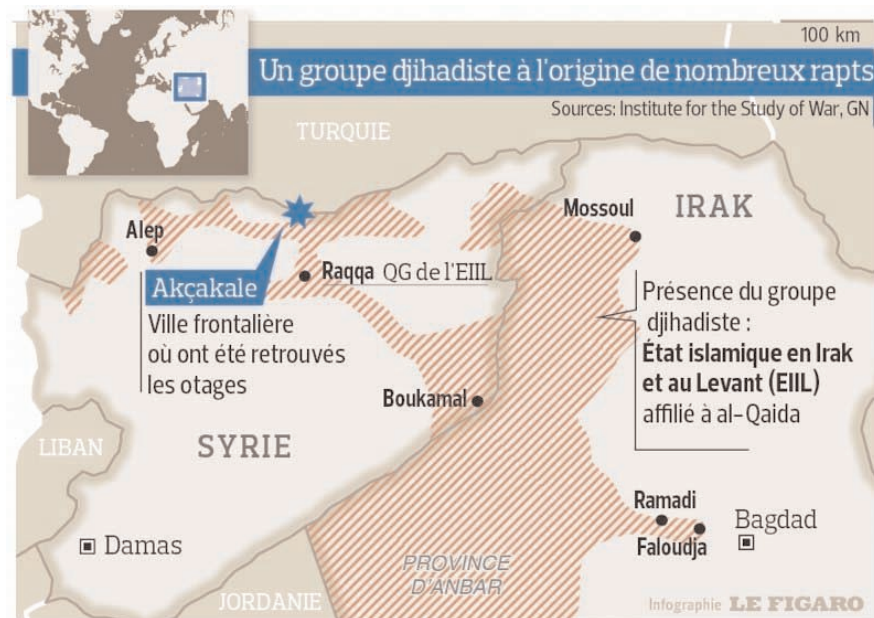 100 km
Un groupe djihadiste à l'origine de nombreux rapts
Sources: Institute for the Study of War, GN
TURQUIE
Mossoul
IRAK
Alep
Raqqa QG de l'EIIL
Akçakale
Ville frontalière
où ont été retrouvés
les otages
Présence du groupe
djihadiste :
État islamique en Irak
et au Levant (EIIL)
affilié à al-Qaida
Boukamal
LIBAN
SYRIE
Ramadi
Faloudja
Bagdad
Damas
PROVINCE
D'ANBAR
JORDANIE
Infographie LE FIGARO